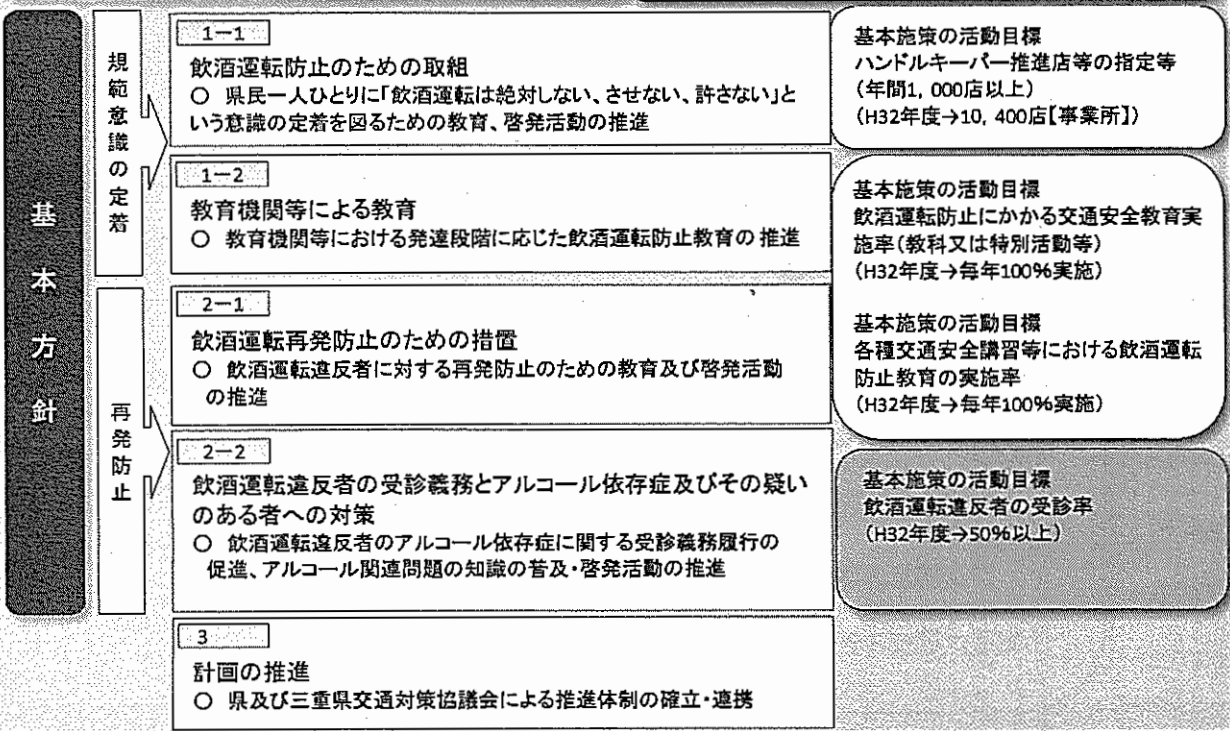 基本方針
規範意識の定着
1－1
飲酒運転防止のための取組
○ 県民一人ひとりに「飲酒運転は絶対しない、させない、許さない」と
いう意識の定着を図るための教育、啓発活動の推進
基本施策の活動目標
ハンドルキーパー推進店等の指定等
(年間1，000店以上)
(H32年度→10，400店【事業所】)
1－2
教育機関等による教育
○ 教育機関等における発達段階に応じた飲酒運転防止教育の推進
基本施策の活動目標
飲酒運転防止にかかる交通安全教育実
施率(教科又は特別活動等)
(H32年度→毎年100%実施)
基本施策の活動目標
各種交通安全講習等における飲酒運転
防止教育の実施率
(H32年度→毎年100%実施)
再発防止
2－1
飲酒運転再発防止のための措置
○ 飲酒運転違反者に対する再発防止のための教育及び啓発活動
の推進
2－2
飲酒運転違反者の受診義務とアルコール依存症及びその疑い
のある者への対策
○ 飲酒運転違反者のアルコール依存症に関する受診義務履行の
促進、アルコール関連問題の知識の普及・啓発活動の推進
基本施策の活動目標
飲酒運転違反者の受診率
(H32年度→50%以上)
3
計画の推進
○ 県及び三重県交通対策協議会による推進体制の確立・連携